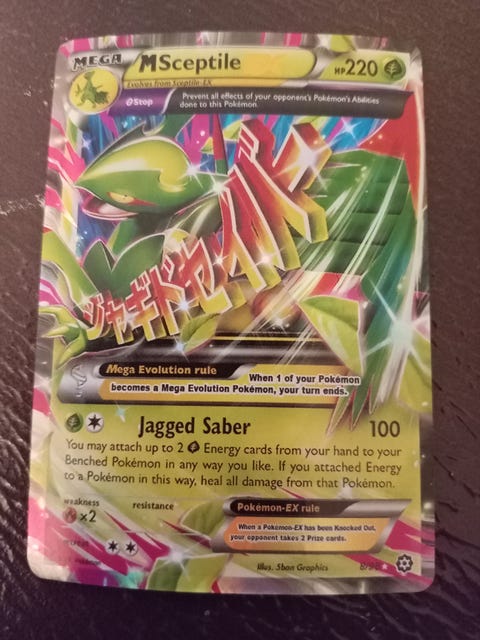 MEGA
MSceptile
HP220
Evolves from Sceptile-EX
θStop
Prevent all effects of your opponent's Pokémon's Abilities
done to this Pokémon.
ジャギドセイバー
Mega Evolution rule
When 1 of your Pokémon
becomes a Mega Evolution Pokémon, your turn ends.
Jagged Saber
100
You may attach up to 2 Energy cards from your hand to your
Benched Pokémon in any way you like. If you attached Energy
to a Pokémon in this way, heal all damage from that Pokémon.
weakness
resistance
×2
Pokémon-EX rule
When a Pokémon-EX has been Knocked Out,
your opponent takes 2 Prize cards.
Illus. 5ban Graphics
8/98